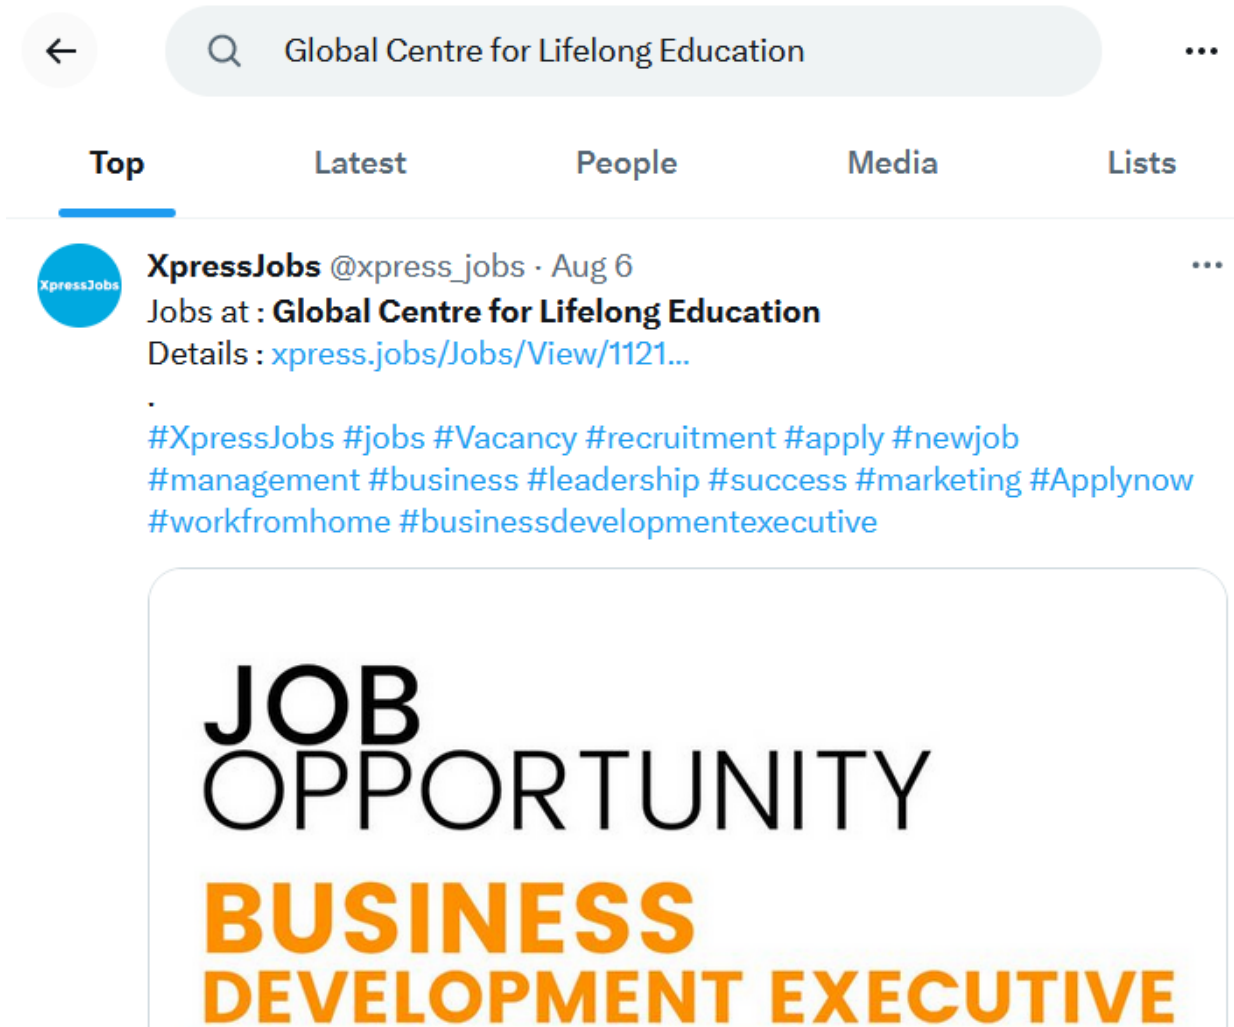 Global Centre for Lifelong Education
Top Latest People Media Lists
XpressJobs
XpressJobs @xpress_jobs · Aug 6
Jobs at : Global Centre for Lifelong Education
Details : xpress.jobs/Jobs/View/1121...
.
#XpressJobs #jobs #Vacancy #recruitment #apply #newjob
#management #business #leadership #success #marketing #Applynow
#workfromhome #businessdevelopmentexecutive
JOB
OPPORTUNITY
BUSINESS
DEVELOPMENT EXECUTIVE